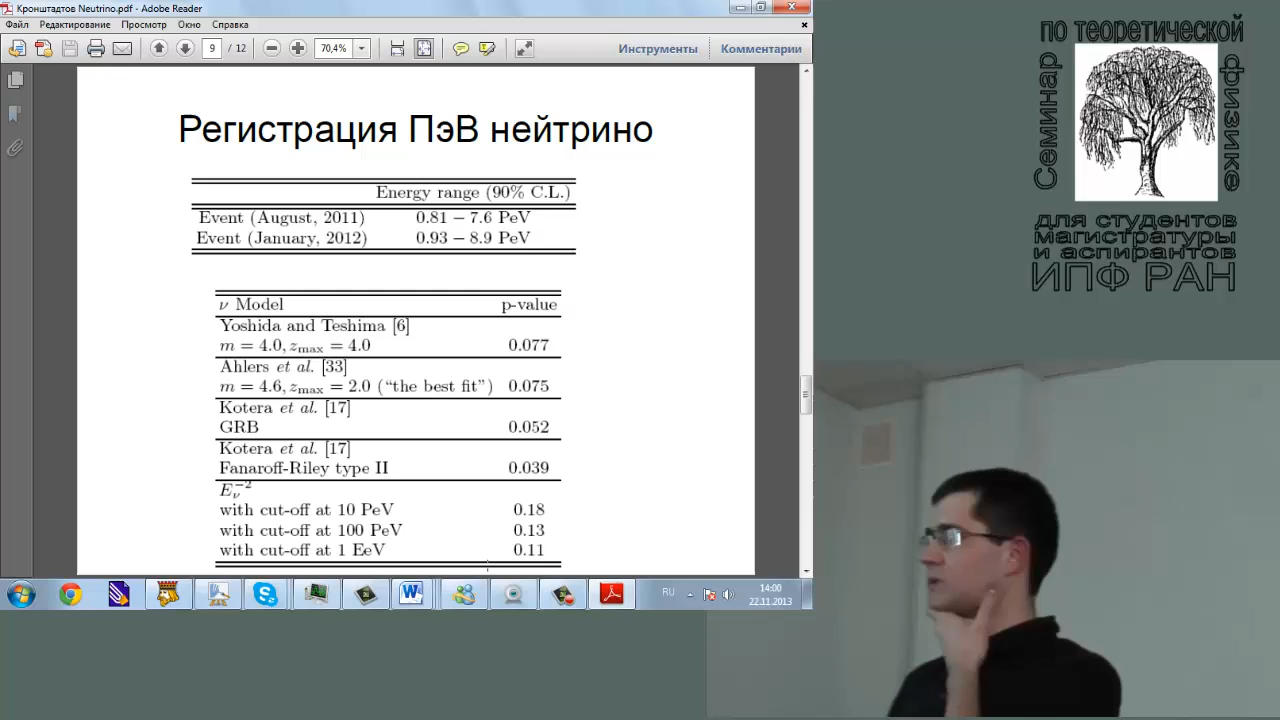 Кронштадтов Neutrino.pdf - Adobe Reader
Файл Редактирование Просмотр Окно Справка
9 / 12 70,4% Инструменты Комментарии
Регистрация ПэВ нейтрино
Energy range (90% C.L.)
Event (August, 2011) 0.81 – 7.6 PeV
Event (January, 2012) 0.93 – 8.9 PeV
ν Model p-value
Yoshida and Teshima [6]
m = 4.0, zmax = 4.0 0.077
Ahlers et al. [33]
m = 4.6, zmax = 2.0 (“the best fit”) 0.075
Kotera et al. [17]
GRB 0.052
Kotera et al. [17]
Fanaroff-Riley type II 0.039
Eν−2
with cut-off at 10 PeV 0.18
with cut-off at 100 PeV 0.13
with cut-off at 1 EeV 0.11
RU 14:00
22.11.2013
Семинар
по теоретической
физике
для студентов
магистратуры
и аспирантов
ИПФ РАН